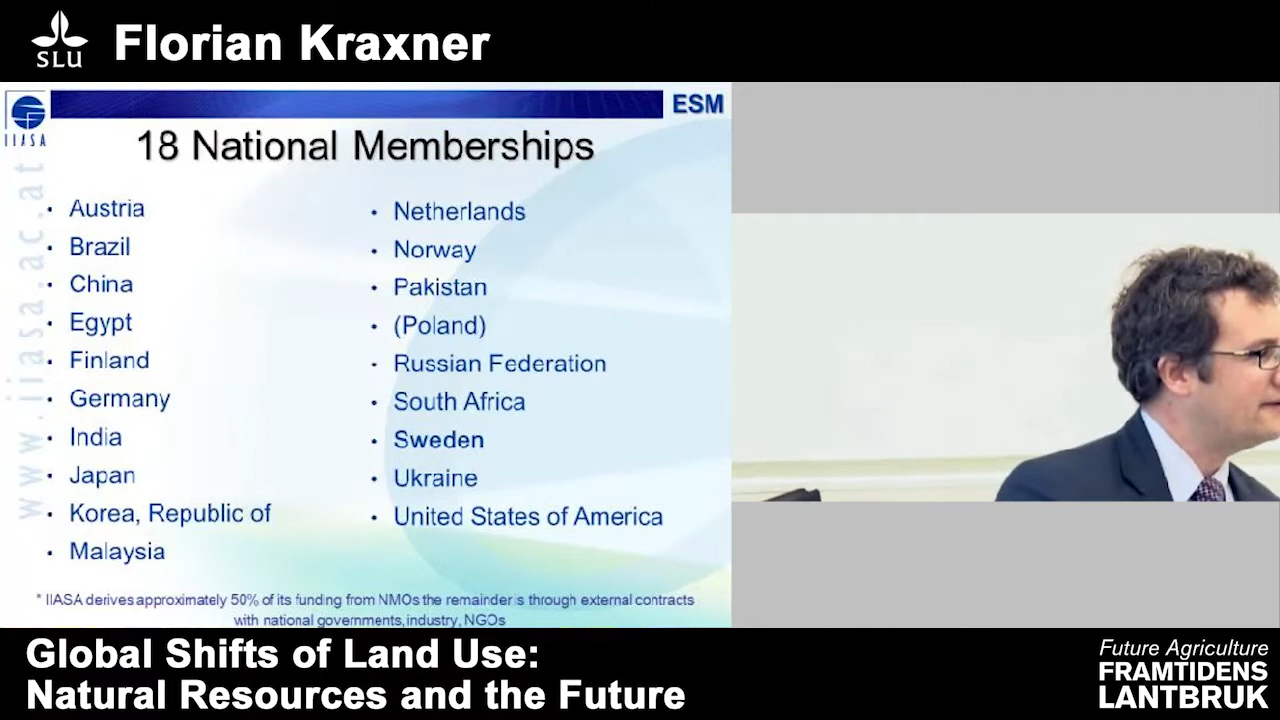 SLU
Florian Kraxner
IIASA
ESM
18 National Memberships
www.iiasa.ac.at
• Austria
• Brazil
• China
• Egypt
• Finland
• Germany
• India
• Japan
• Korea, Republic of
• Malaysia
• Netherlands
• Norway
• Pakistan
• (Poland)
• Russian Federation
• South Africa
• Sweden
• Ukraine
• United States of America
* IIASA derives approximately 50% of its funding from NMOs the remainder is through external contracts
with national governments, industry, NGOs
Global Shifts of Land Use:
Natural Resources and the Future
Future Agriculture
FRAMTIDENS
LANTBRUK